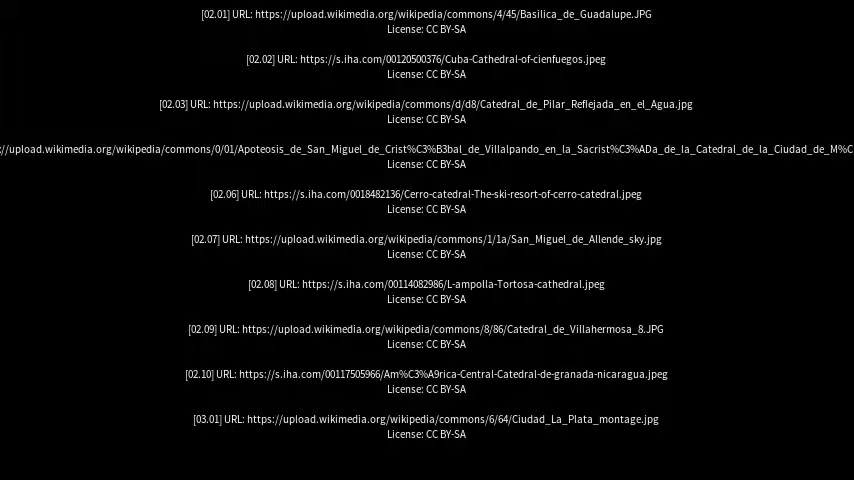 [02.01] URL: https://upload.wikimedia.org/wikipedia/commons/4/45/Basilica_de_Guadalupe.JPG
License: CC BY-SA
[02.02] URL: https://s.iha.com/00120500376/Cuba-Cathedral-of-cienfuegos.jpeg
License: CC BY-SA
[02.03] URL: https://upload.wikimedia.org/wikipedia/commons/d/d8/Catedral_de_Pilar_Reflejada_en_el_Agua.jpg
License: CC BY-SA
://upload.wikimedia.org/wikipedia/commons/0/01/Apoteosis_de_San_Miguel_de_Crist%C3%B3bal_de_Villalpando_en_la_Sacrist%C3%ADa_de_la_Catedral_de_la_Ciudad_de_M%C
License: CC BY-SA
[02.06] URL: https://s.iha.com/0018482136/Cerro-catedral-The-ski-resort-of-cerro-catedral.jpeg
License: CC BY-SA
[02.07] URL: https://upload.wikimedia.org/wikipedia/commons/1/1a/San_Miguel_de_Allende_sky.jpg
License: CC BY-SA
[02.08] URL: https://s.iha.com/00114082986/L-ampolla-Tortosa-cathedral.jpeg
License: CC BY-SA
[02.09] URL: https://upload.wikimedia.org/wikipedia/commons/8/86/Catedral_de_Villahermosa_8.JPG
License: CC BY-SA
[02.10] URL: https://s.iha.com/00117505966/Am%C3%A9rica-Central-Catedral-de-granada-nicaragua.jpeg
License: CC BY-SA
[03.01] URL: https://upload.wikimedia.org/wikipedia/commons/6/64/Ciudad_La_Plata_montage.jpg
License: CC BY-SA